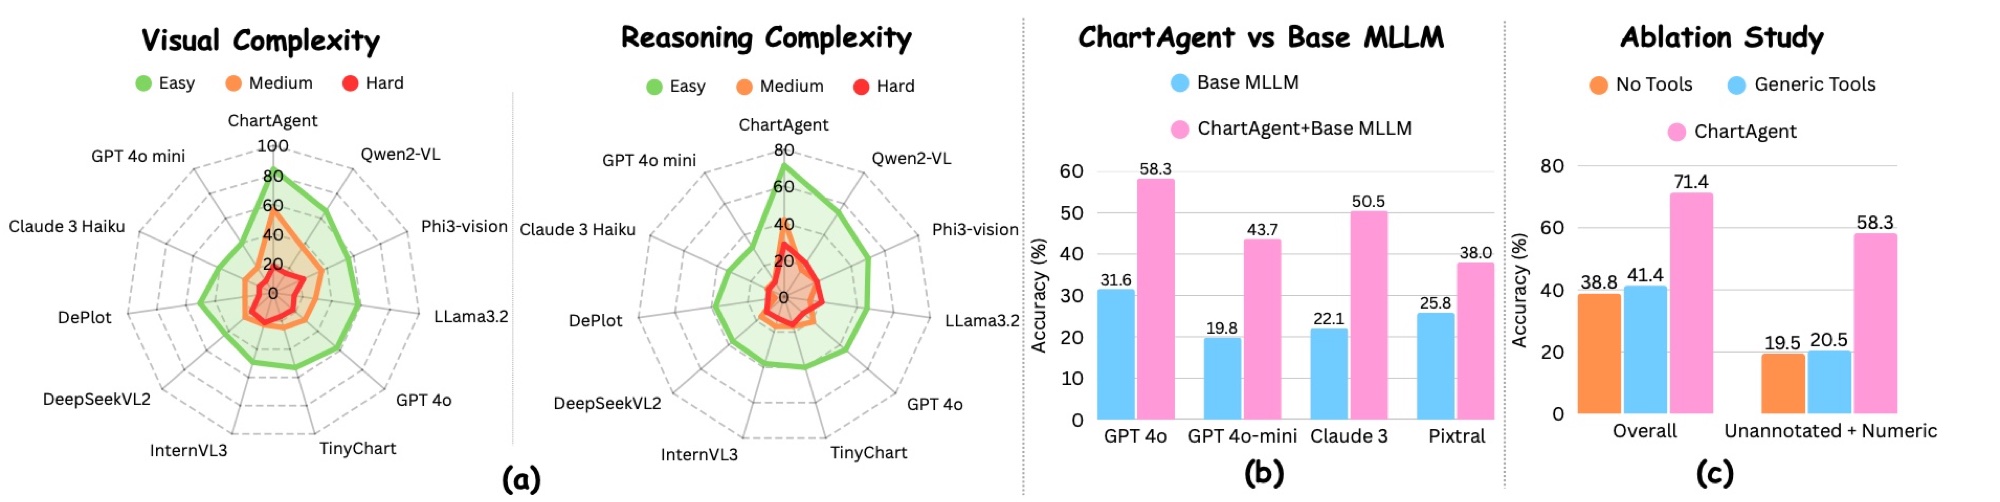 Visual Complexity
Easy
Medium
Hard
ChartAgent
GPT 4o mini
Qwen2-VL
Claude 3 Haiku
Phi3-vision
DePlot
LLama3.2
DeepSeekVL2
GPT 4o
InternVL3
TinyChart
100
80
60
40
20
0
Reasoning Complexity
Easy
Medium
Hard
ChartAgent
GPT 4o mini
Qwen2-VL
Claude 3 Haiku
Phi3-vision
DePlot
LLama3.2
DeepSeekVL2
GPT 4o
InternVL3
TinyChart
80
60
40
20
0
(a)
ChartAgent vs Base MLLM
Base MLLM
ChartAgent+Base MLLM
Accuracy (%)
60
50
40
30
20
10
0
31.6
58.3
19.8
43.7
22.1
50.5
25.8
38.0
GPT 4o
GPT 4o-mini
Claude 3
Pixtral
(b)
Ablation Study
No Tools
Generic Tools
ChartAgent
Accuracy (%)
80
60
40
20
0
38.8
41.4
71.4
19.5
20.5
58.3
Overall
Unannotated + Numeric
(c)